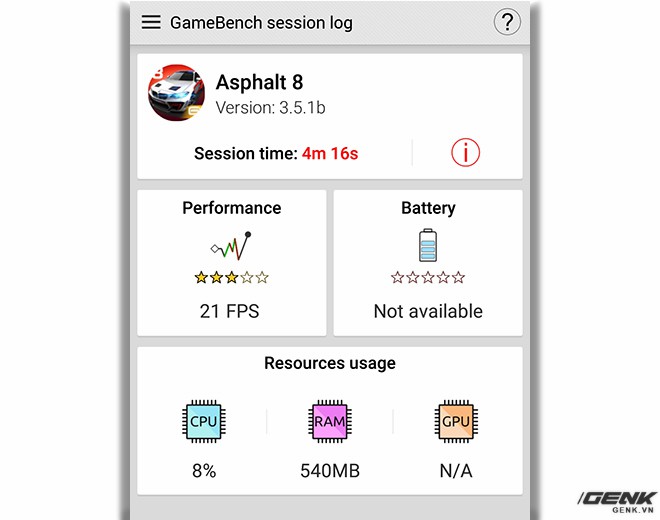 GameBench session log
?
Asphalt 8
Version: 3.5.1b
Session time: 4m 16s
i
Performance
Battery
21 FPS
Not available
Resources usage
CPU
RAM
GPU
8%
540MB
N/A
GENK
GENK.VN